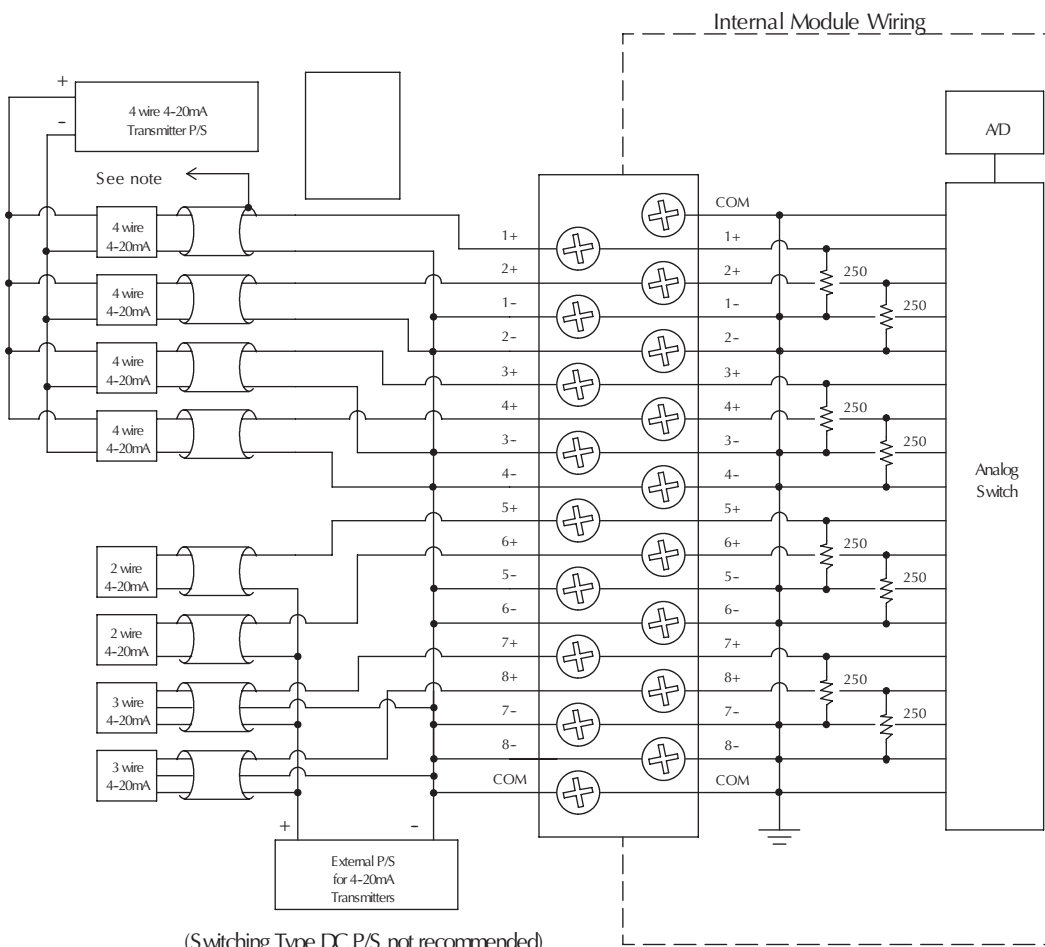 Internal Module Wiring
+
4 wire 4-20mA
Transmitter P/S
-
A/D
See note
4 wire
4-20mA
4 wire
4-20mA
4 wire
4-20mA
4 wire
4-20mA
2 wire
4-20mA
2 wire
4-20mA
3 wire
4-20mA
3 wire
4-20mA
1+
2+
1-
2-
3+
4+
3-
4-
5+
6+
5-
6-
7+
8+
7-
8-
COM
COM
1+
2+
1-
2-
3+
4+
3-
4-
5+
6+
5-
6-
7+
8+
7-
8-
COM
250
250
250
250
250
250
250
250
Analog
Switch
+
-
External P/S
for 4-20mA
Transmitters
(Switching Type DC P/S not recommended)